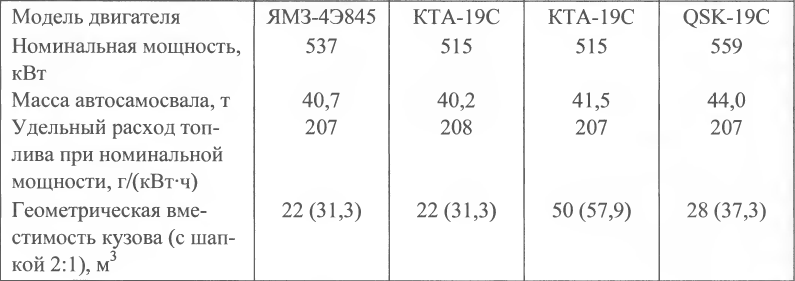 Модель двигателя ЯМЗ-4Э845 КТА-19С КТА-19С QSK-19C
Номинальная мощность, 537 515 515 559
кВт
Масса автосамосвала, т 40,7 40,2 41,5 44,0
Удельный расход топ- 207 208 207 207
лива при номинальной
мощности, г/(кВт·ч)
Геометрическая вме- 22 (31,3) 22 (31,3) 50 (57,9) 28 (37,3)
стимость кузова (с шап-
кой 2:1), м³